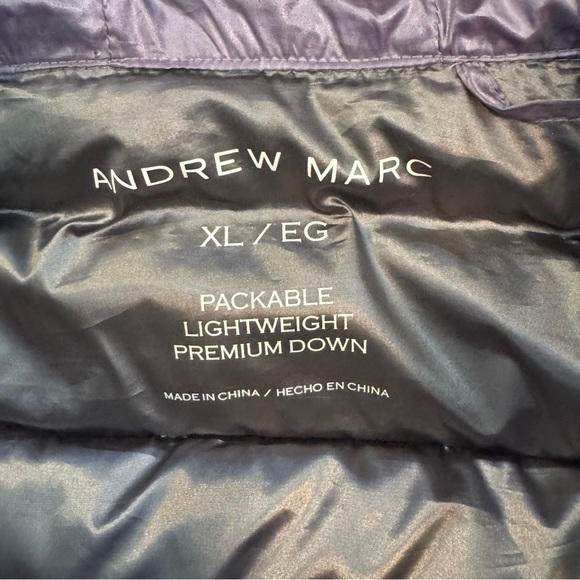 ANDREW MARC
XL / EG
PACKABLE
LIGHTWEIGHT
PREMIUM DOWN
MADE IN CHINA / HECHO EN CHINA